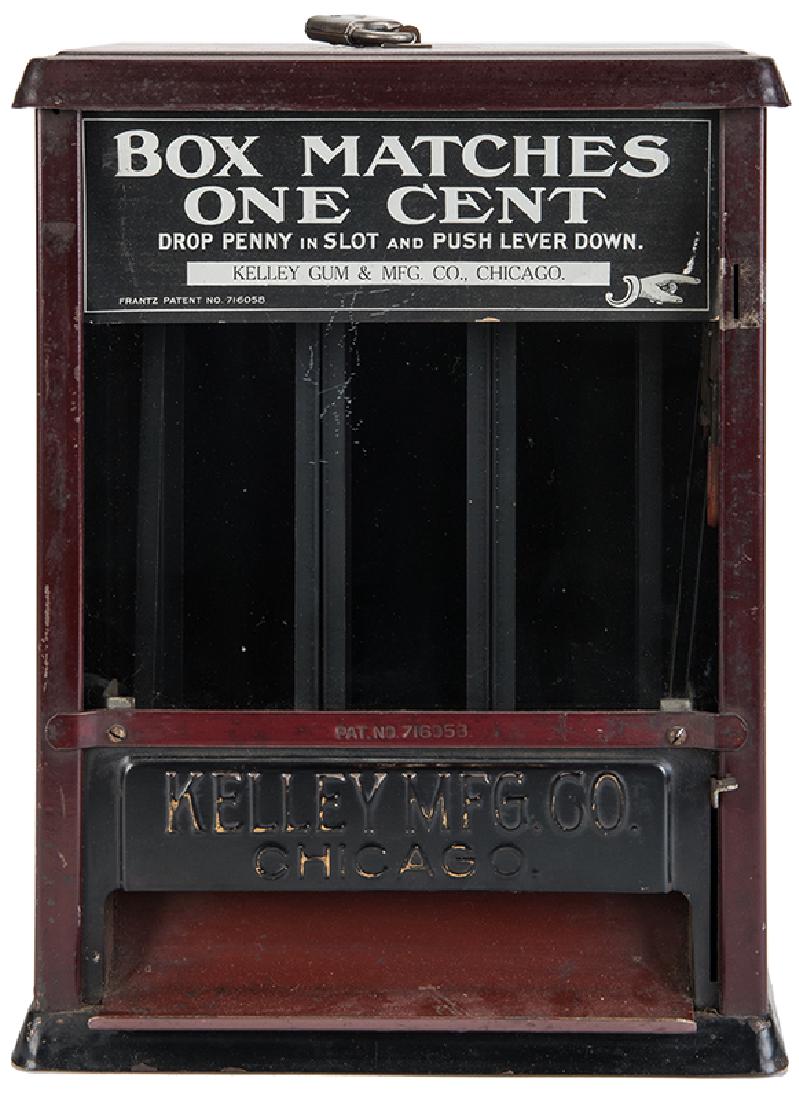 BOX MATCHES
ONE CENT
DROP PENNY IN SLOT AND PUSH LEVER DOWN.
KELLEY GUM & MFG. CO., CHICAGO.
FRANTZ PATENT NO. 716058
PAT. NO. 716353
KELLEY MFG. CO.
CHICAGO.